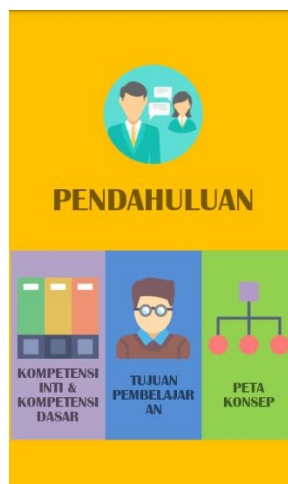 PENDAHULUAN
KOMPETENSI
INTI &
KOMPETENSI
DASAR
TUJUAN
PEMBELAJAR
AN
PETA
KONSEP